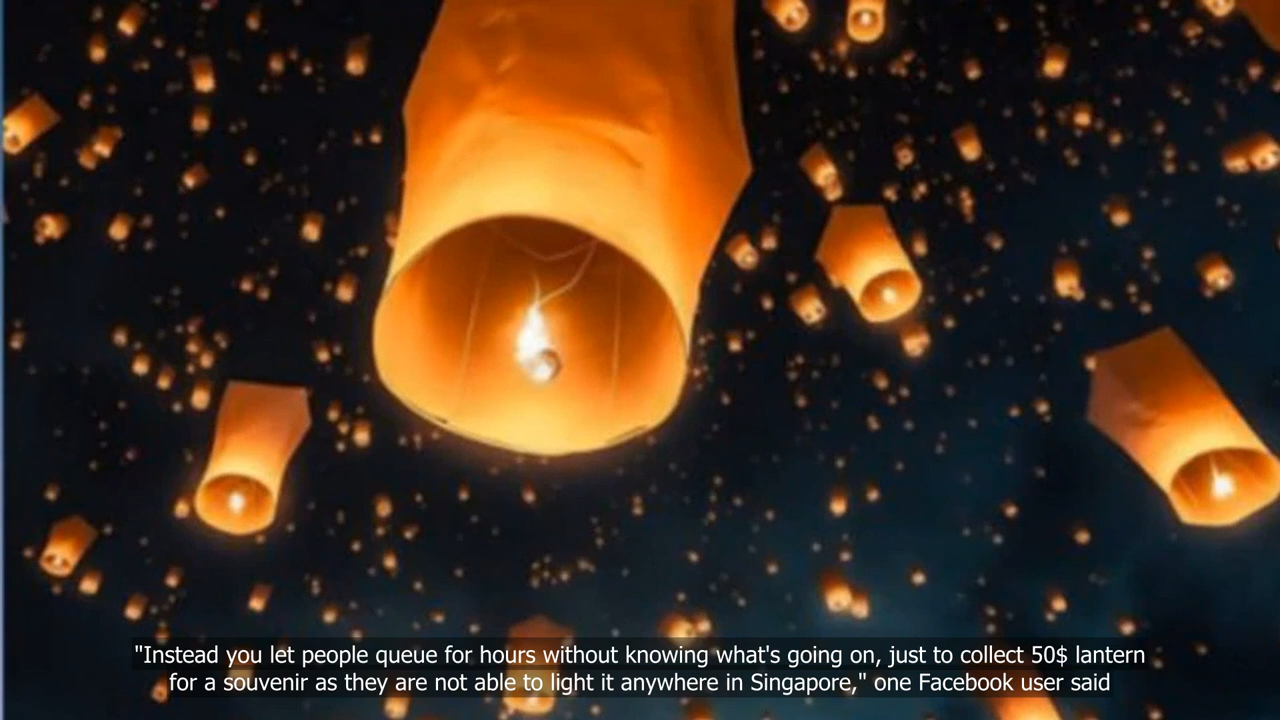 "Instead you let people queue for hours without knowing what's going on, just to collect 50$ lantern
for a souvenir as they are not able to light it anywhere in Singapore," one Facebook user said